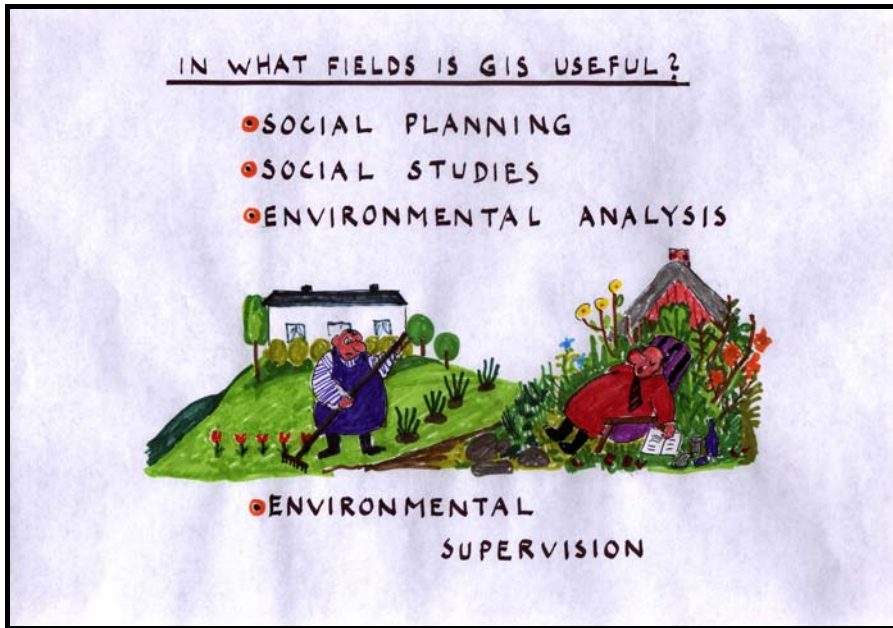 IN WHAT FIELDS IS GIS USEFUL?
SOCIAL PLANNING
SOCIAL STUDIES
ENVIRONMENTAL ANALYSIS
ENVIRONMENTAL
SUPERVISION